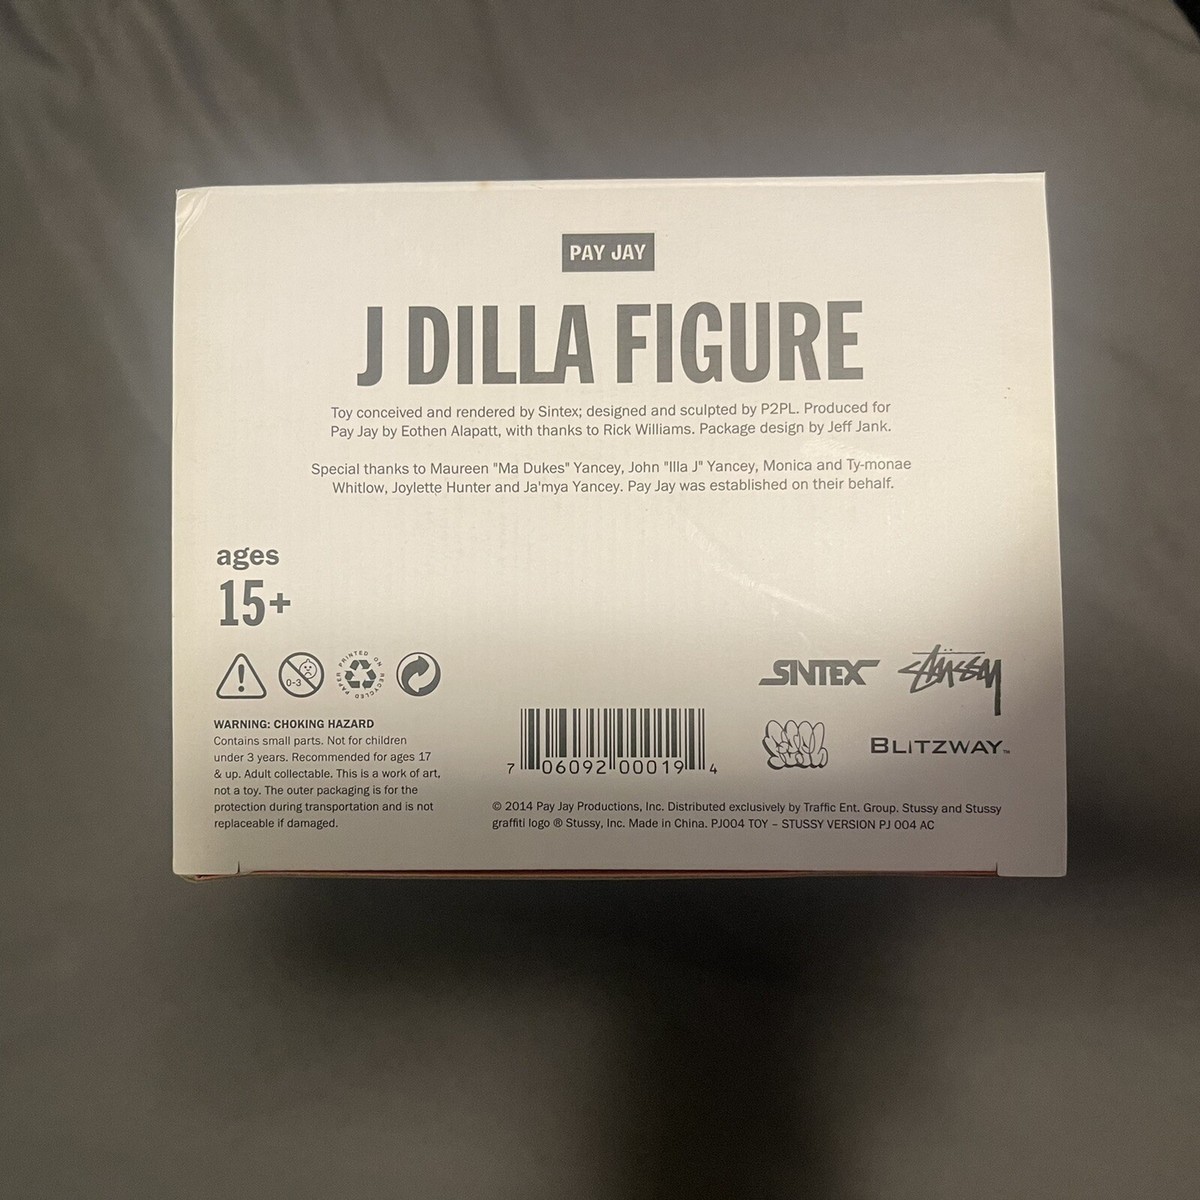 PAY JAY
J DILLA FIGURE
Toy conceived and rendered by Sintex; designed and sculpted by P2PL. Produced for
Pay Jay by Eothen Alapatt, with thanks to Rick Williams. Package design by Jeff Jank.
Special thanks to Maureen "Ma Dukes" Yancey, John "Illa J" Yancey, Monica and Ty-monae
Whitlow, Joylette Hunter and Ja'mya Yancey. Pay Jay was established on their behalf.
ages
15+
0-3
PRINTED ON
RECYCLED PAPER
WARNING: CHOKING HAZARD
Contains small parts. Not for children
under 3 years. Recommended for ages 17
& up. Adult collectable. This is a work of art,
not a toy. The outer packaging is for the
protection during transportation and is not
replaceable if damaged.
7 06092 00019 4
SINTEX
STÜSSY
BLITZWAY™
© 2014 Pay Jay Productions, Inc. Distributed exclusively by Traffic Ent. Group. Stussy and Stussy
graffiti logo ® Stussy, Inc. Made in China. PJ004 TOY – STUSSY VERSION PJ 004 AC